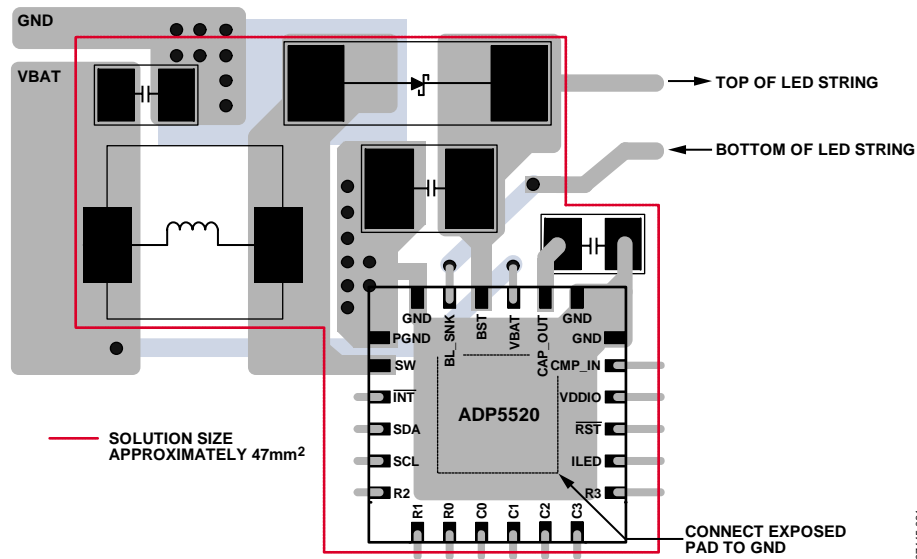 GND
VBAT
TOP OF LED STRING
BOTTOM OF LED STRING
GND
BL_SNK
BST
VBAT
CAP_OUT
GND
PGND
SW
INT
SDA
SCL
R2
GND
CMP_IN
VDDIO
RST
ILED
R3
ADP5520
R1
R0
C0
C1
C2
C3
SOLUTION SIZE
APPROXIMATELY 47mm²
CONNECT EXPOSED
PAD TO GND